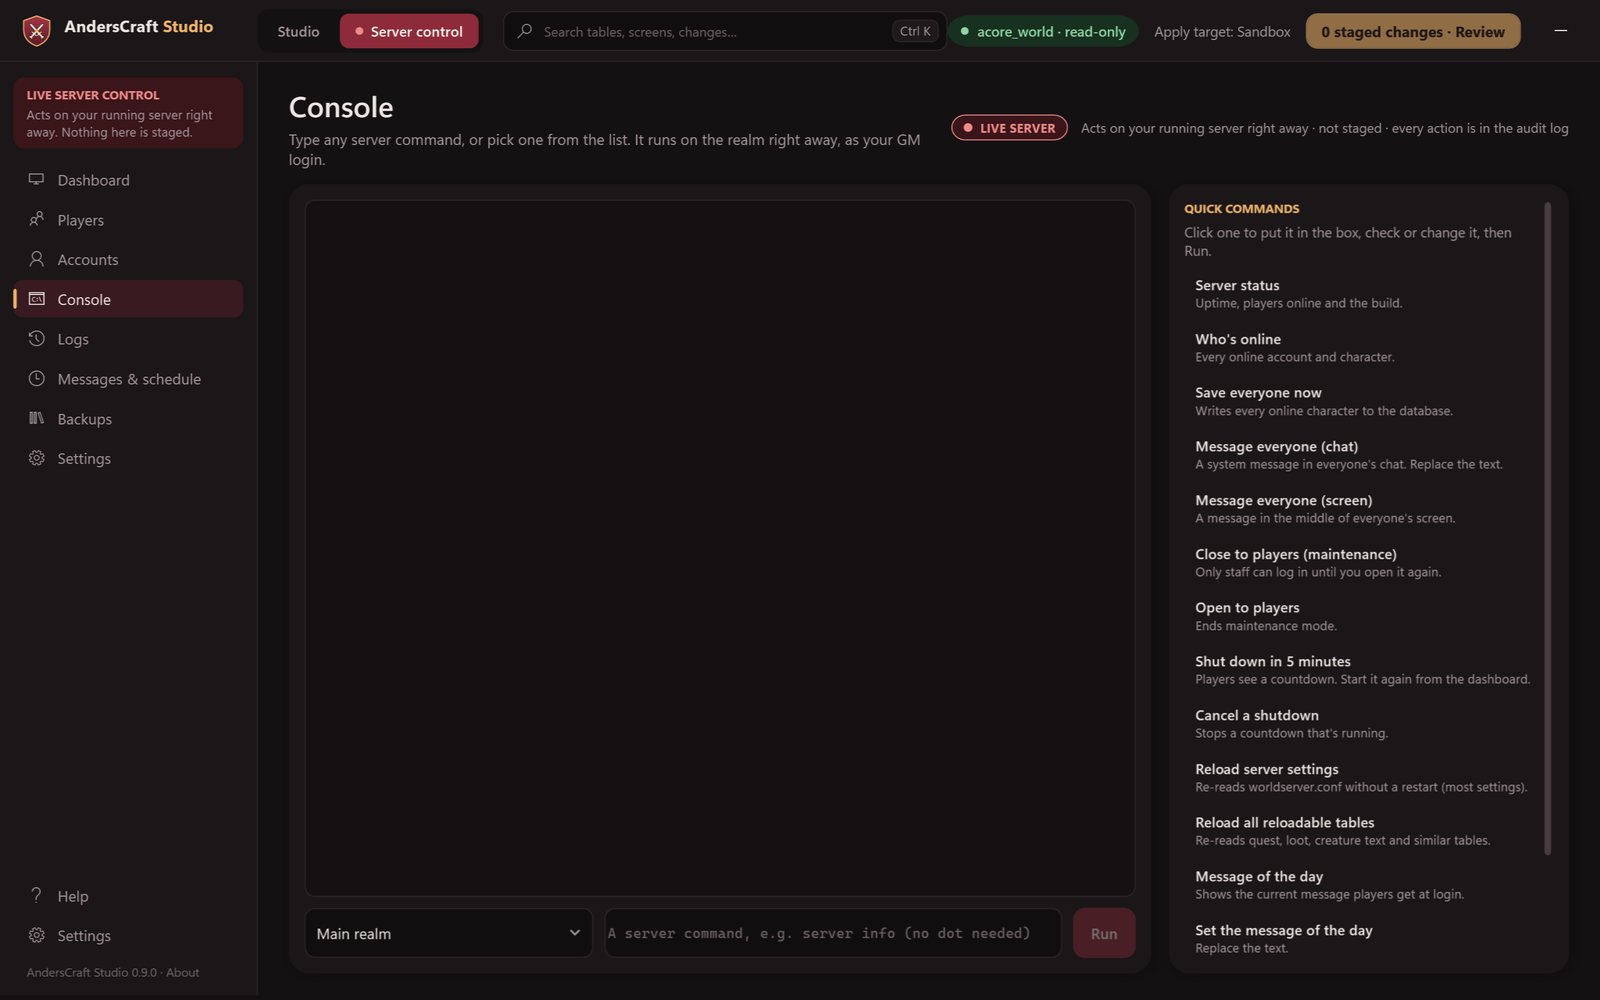 AndersCraft Studio
Studio
Server control
Search tables, screens, changes...
Ctrl K
acore_world · read-only
Apply target: Sandbox
0 staged changes · Review
LIVE SERVER CONTROL
Acts on your running server right
away. Nothing here is staged.
Dashboard
Players
Accounts
Console
Logs
Messages & schedule
Backups
Settings
Help
Settings
AndersCraft Studio 0.9.0 · About
Console
Type any server command, or pick one from the list. It runs on the realm right away, as your GM
login.
LIVE SERVER
Acts on your running server right away · not staged · every action is in the audit log
Main realm
A server command, e.g. server info (no dot needed)
Run
QUICK COMMANDS
Click one to put it in the box, check or change it, then
Run.
Server status
Uptime, players online and the build.
Who's online
Every online account and character.
Save everyone now
Writes every online character to the database.
Message everyone (chat)
A system message in everyone's chat. Replace the text.
Message everyone (screen)
A message in the middle of everyone's screen.
Close to players (maintenance)
Only staff can log in until you open it again.
Open to players
Ends maintenance mode.
Shut down in 5 minutes
Players see a countdown. Start it again from the dashboard.
Cancel a shutdown
Stops a countdown that's running.
Reload server settings
Re-reads worldserver.conf without a restart (most settings).
Reload all reloadable tables
Re-reads quest, loot, creature text and similar tables.
Message of the day
Shows the current message players get at login.
Set the message of the day
Replace the text.